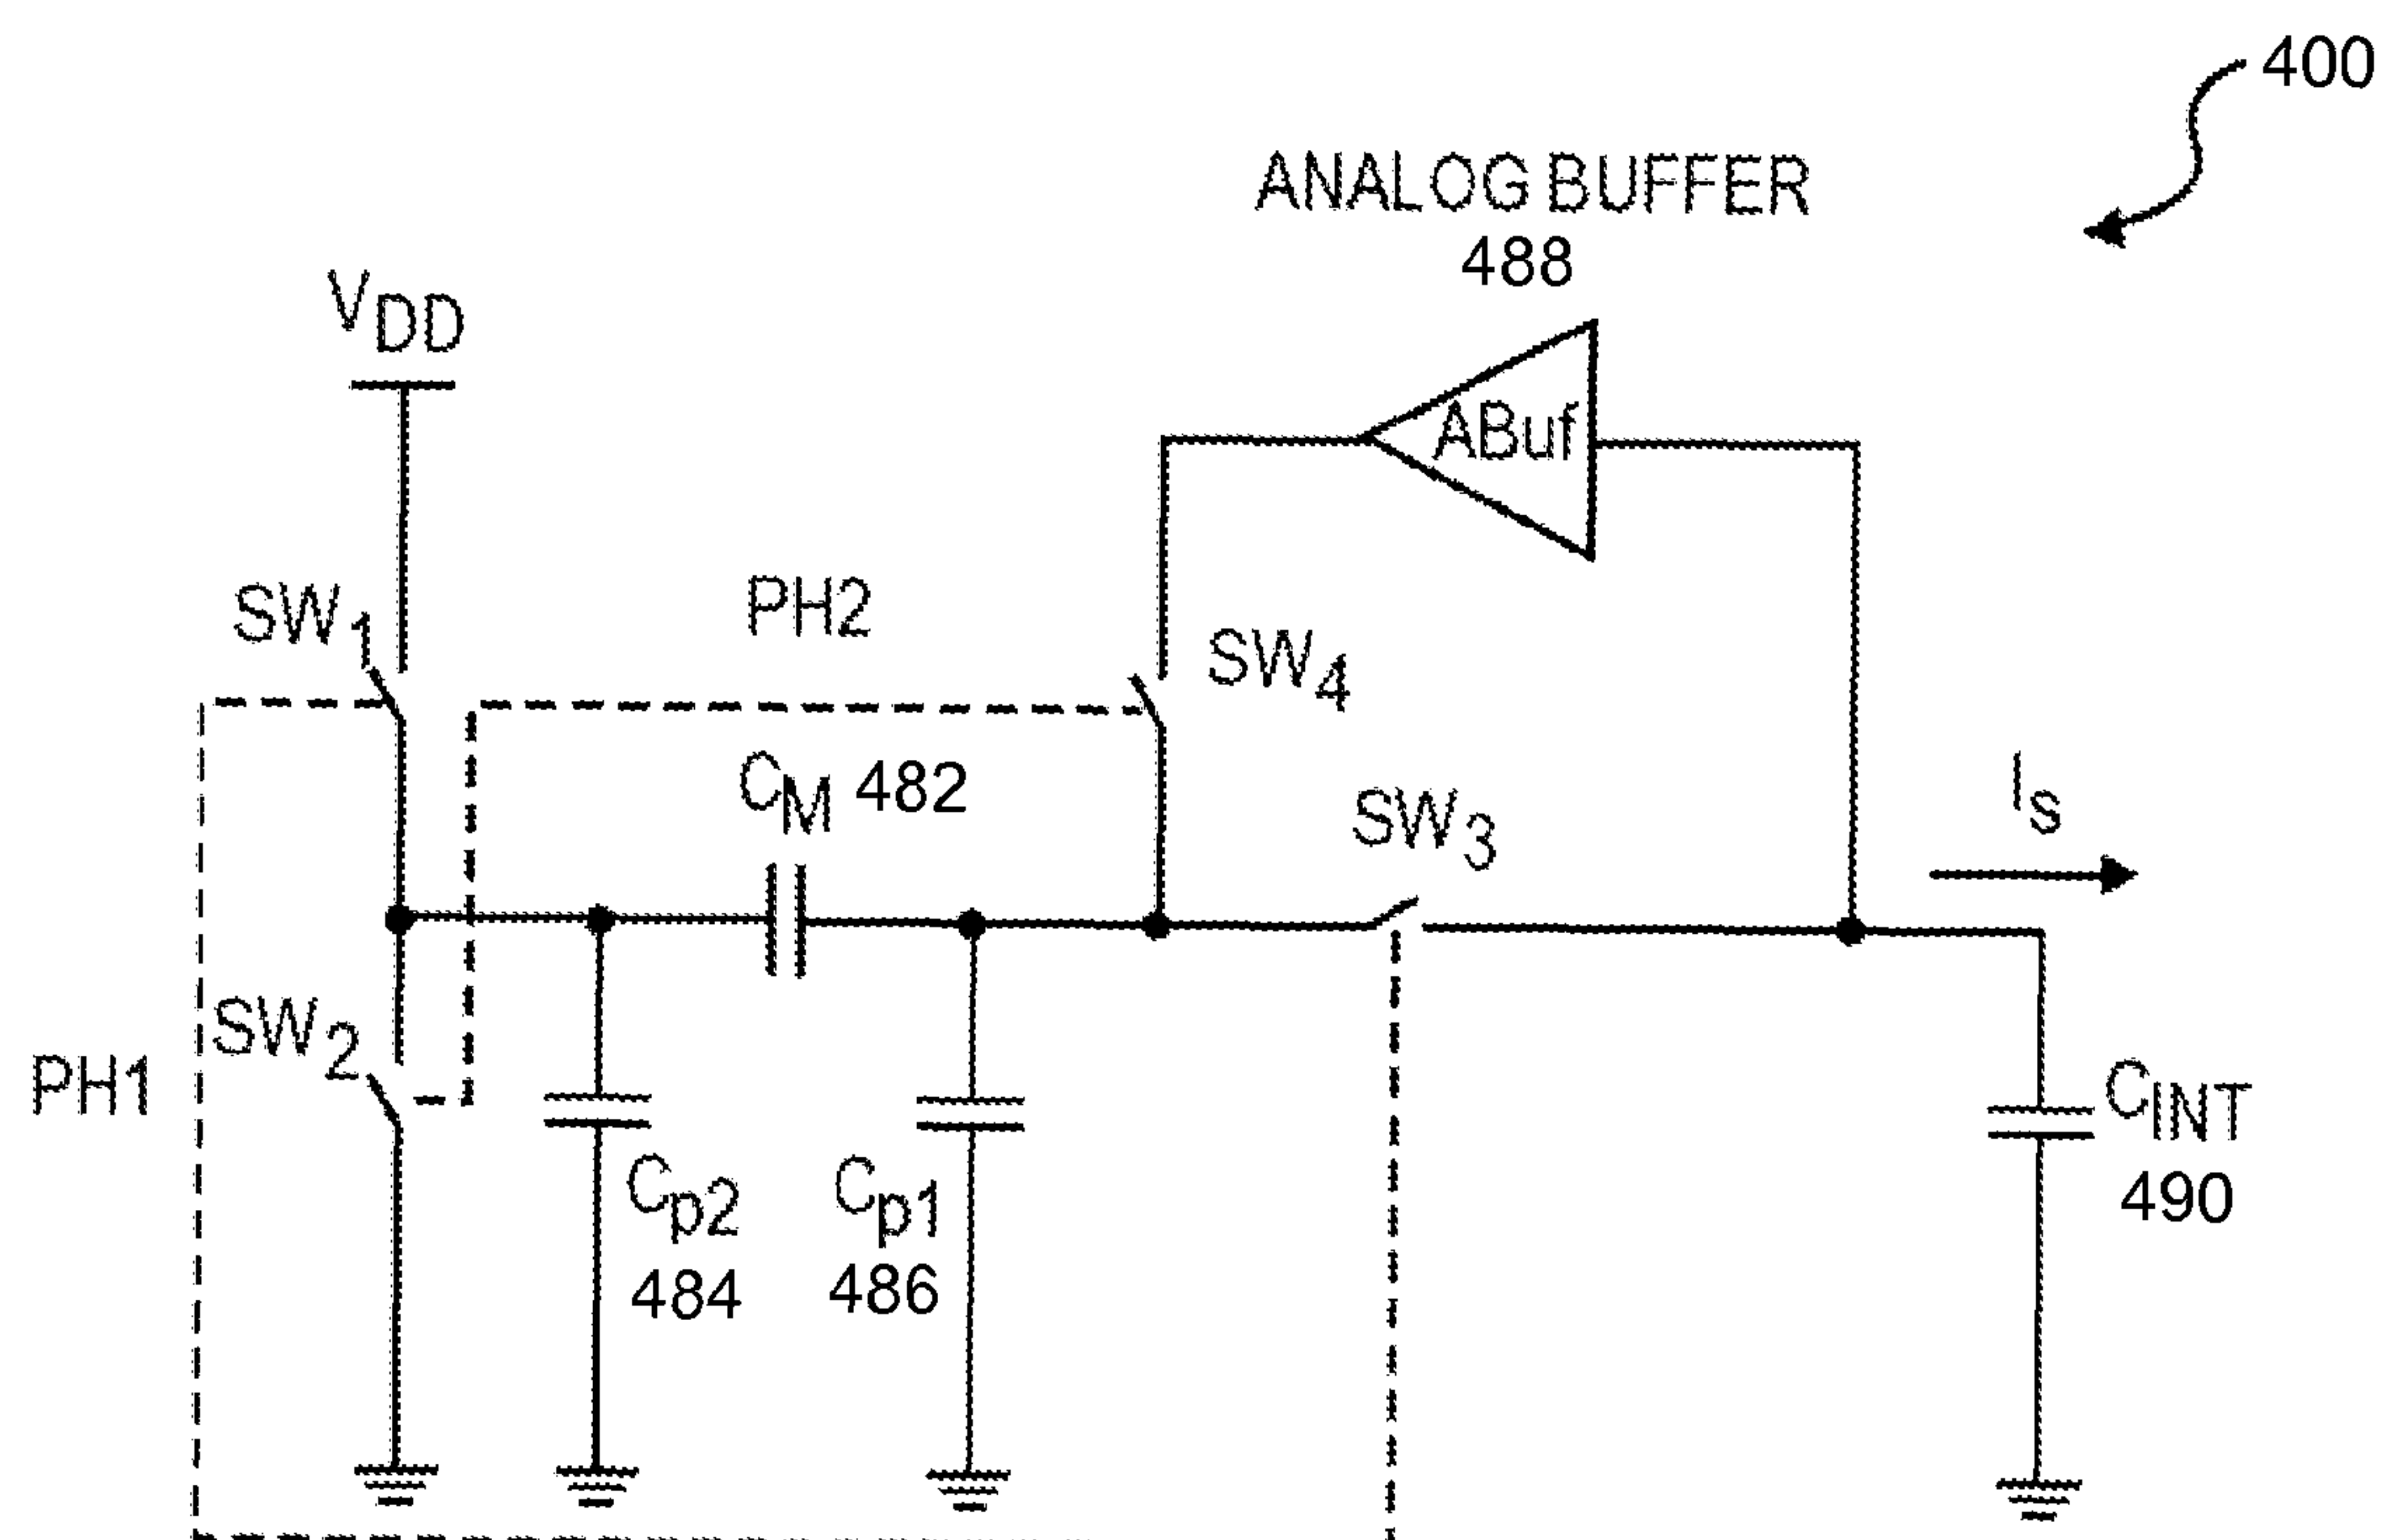 400
ANALOG BUFFER
488
VDD
ABuf
SW1
PH2
SW4
CM 482
SW3
IS
PH1
SW2
Cp2
484
Cp1
486
CINT
490